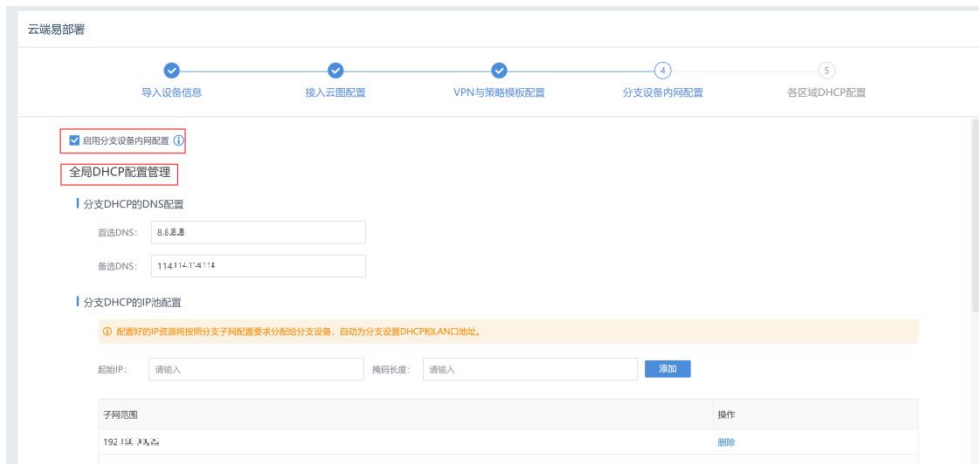 云端易部署
4
5
导入设备信息
接入云图配置
VPN与策略模板配置
分支设备内网配置
各区域DHCP配置
启用分支设备内网配置
全局DHCP配置管理
分支DHCP的DNS配置
首选DNS:
备选DNS:
分支DHCP的IP池配置
配置好的IP资源将按照分支子网配置要求分配给分支设备，自动为分支设备DHCP和LAN口地址。
起始IP: 请输入 掩码长度: 请输入 添加
子网范围 操作
删除